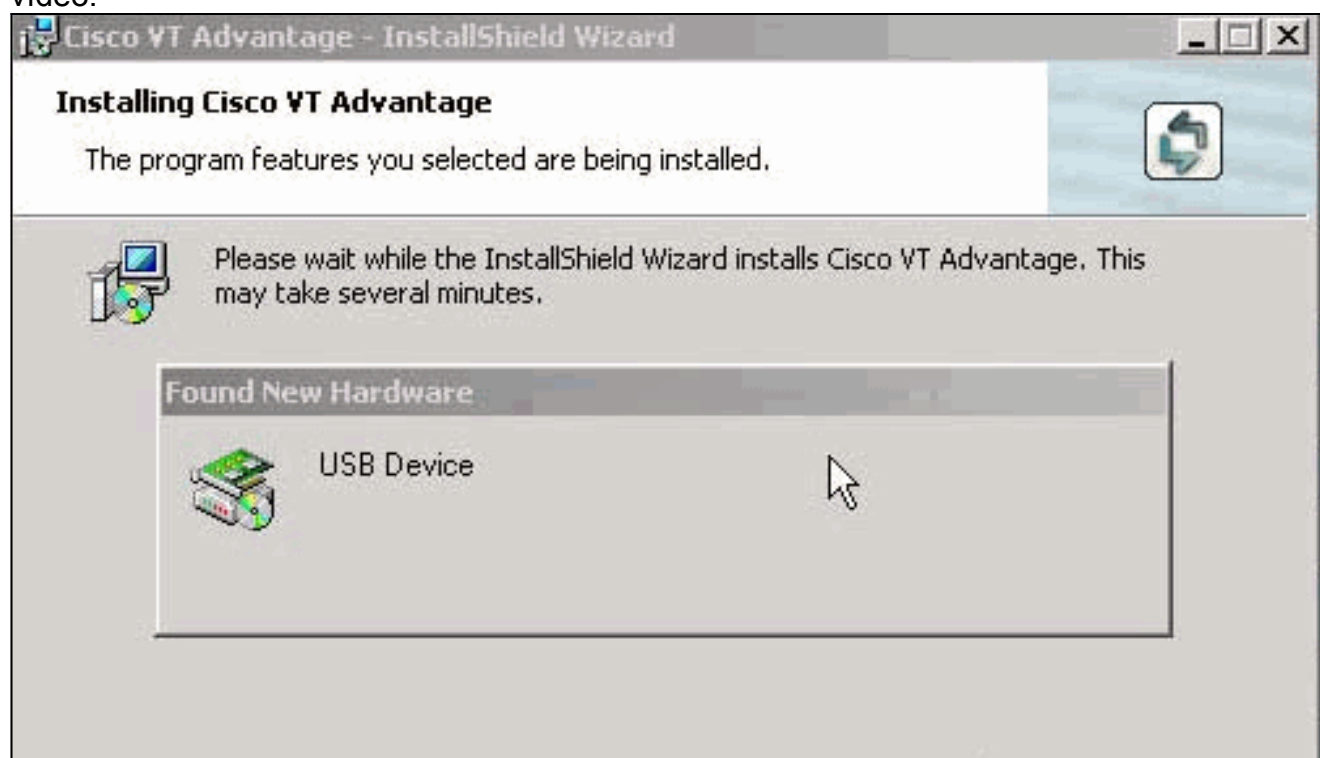 video.
Cisco VT Advantage - InstallShield Wizard
Installing Cisco VT Advantage
The program features you selected are being installed.
Please wait while the InstallShield Wizard installs Cisco VT Advantage. This
may take several minutes.
Found New Hardware
USB Device